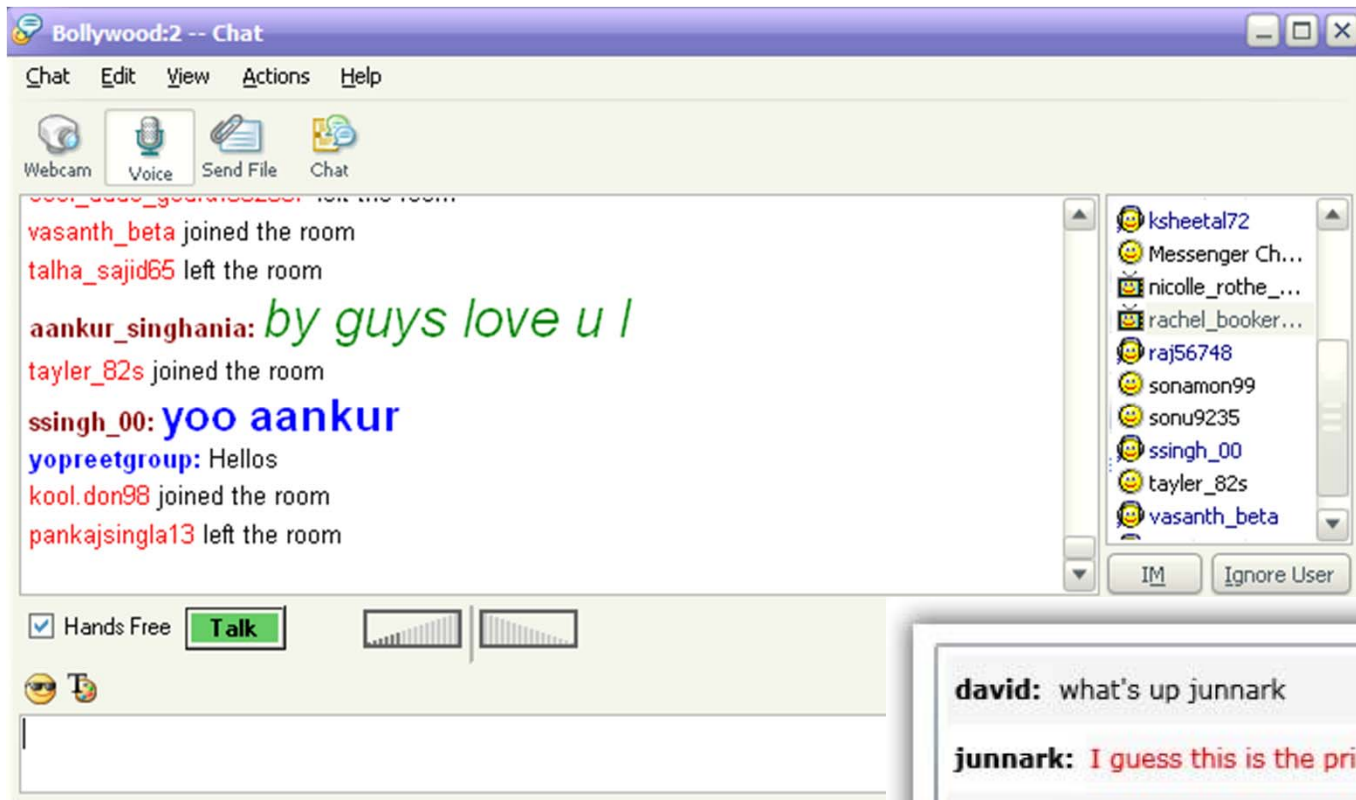 Bollywood:2 -- Chat
Chat Edit View Actions Help
Webcam Voice Send File Chat
left the room
vasanth_beta joined the room
talha_sajid65 left the room
aankur_singhania: by guys love u l
tayler_82s joined the room
ssingh_00: yoo aankur
yopreetgroup: Hellos
kool.don98 joined the room
pankajsingla13 left the room
ksheetal72
Messenger Ch...
nicolle_rothe_...
rachel_booker...
raj56748
sonamon99
sonu9235
ssingh_00
tayler_82s
vasanth_beta
IM Ignore User
Hands Free Talk
david: what's up junnark
junnark: I guess this is the pri